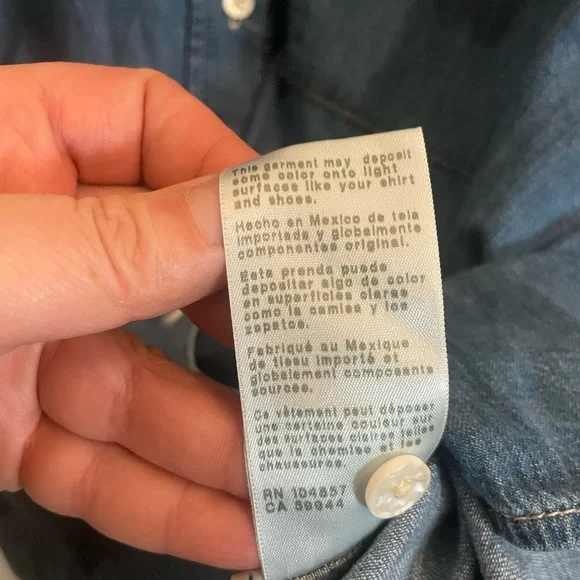 This garment may deposit
some color onto light
surfaces like your shirt
and shoes.
Hecho en Mexico de tela
importada y globalmente
componentes original.
Esta prenda puede
depositar algo de color
en superficies claras
como la camisa y los
zapatos.
Fabriqué au Mexique
de tissu importé et
globalement composants
sources.
Ce vêtement peut déposer
une certaine couleur sur
des surfaces claires telles
que la chemise et les
chaussures.
RN 104857
CA 59944